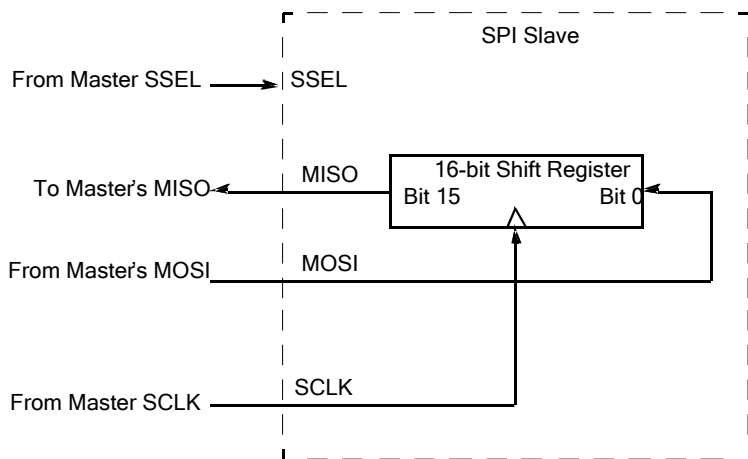 SPI Slave
From Master SSEL
SSEL
16-bit Shift Register
To Master's MISO
MISO
Bit 15
Bit 0
From Master's MOSI
MOSI
From Master SCLK
SCLK